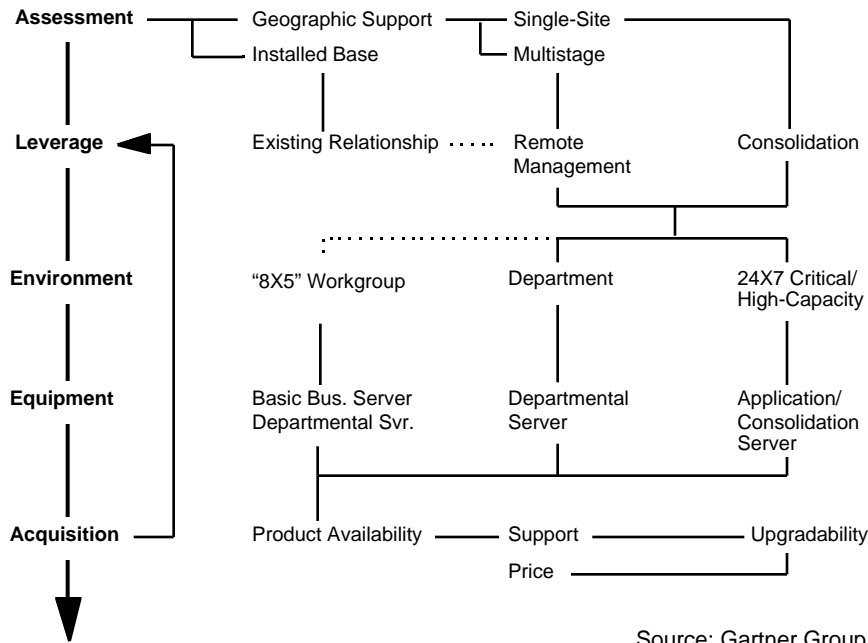 Assessment Geographic Support Single-Site
Installed Base Multistage
Leverage Existing Relationship Remote Consolidation
Management
Environment “8X5” Workgroup Department 24X7 Critical/
High-Capacity
Equipment Basic Bus. Server Departmental Application/
Departmental Svr. Server Consolidation
Server
Acquisition Product Availability Support Upgradability
Price
Source: Gartner Group